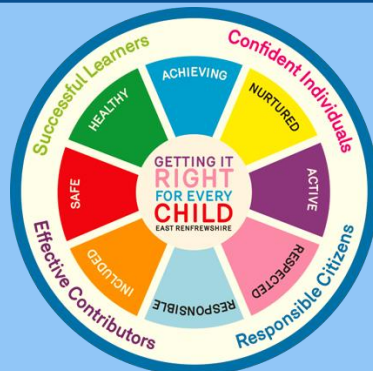 Successful Learners
Confident Individuals
Responsible Citizens
Effective Contributors
ACHIEVING
NURTURED
ACTIVE
RESPECTED
RESPONSIBLE
INCLUDED
SAFE
HEALTHY
GETTING IT
RIGHT
FOR EVERY
CHILD
EAST RENFREWSHIRE